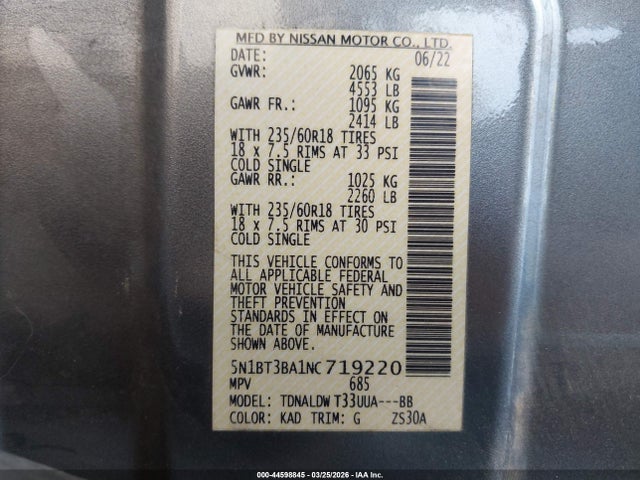 MFD BY NISSAN MOTOR CO., LTD.
DATE: 06/22
GVWR: 2065 KG
4553 LB
GAWR FR.: 1095 KG
2414 LB
WITH 235/60R18 TIRES
18 x 7.5 RIMS AT 33 PSI
COLD SINGLE
GAWR RR.: 1025 KG
2260 LB
WITH 235/60R18 TIRES
18 x 7.5 RIMS AT 30 PSI
COLD SINGLE
THIS VEHICLE CONFORMS TO
ALL APPLICABLE FEDERAL
MOTOR VEHICLE SAFETY AND
THEFT PREVENTION
STANDARDS IN EFFECT ON
THE DATE OF MANUFACTURE
SHOWN ABOVE.
5N1BT3BA1NC719220
MPV 685
MODEL: TDNALDW T33UUA---BB
COLOR: KAD TRIM: G ZS30A
000-44598845 - 03/25/2026 - IAA Inc.